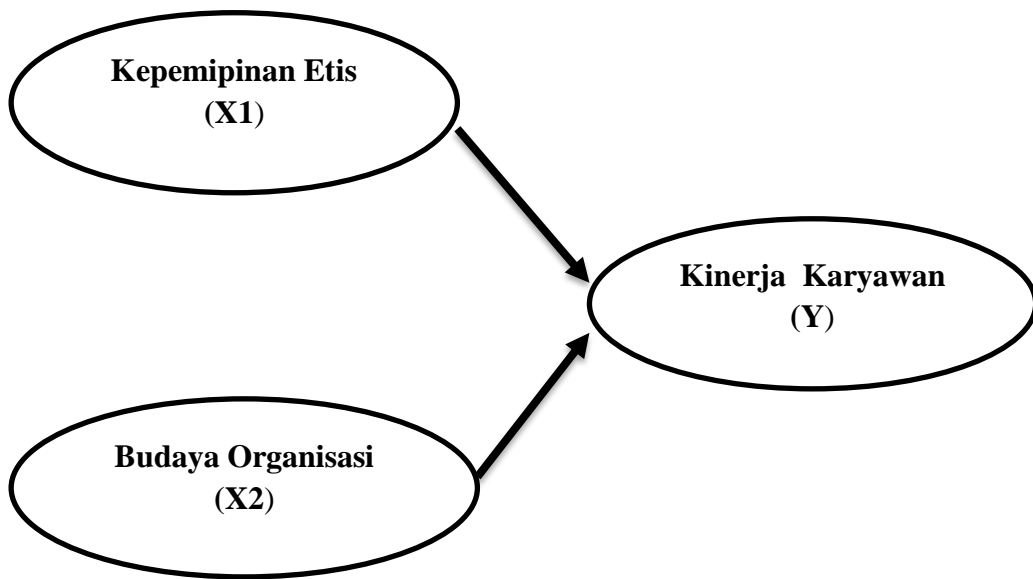 Kepemipinan Etis
(X1)
Kinerja Karyawan
(Y)
Budaya Organisasi
(X2)